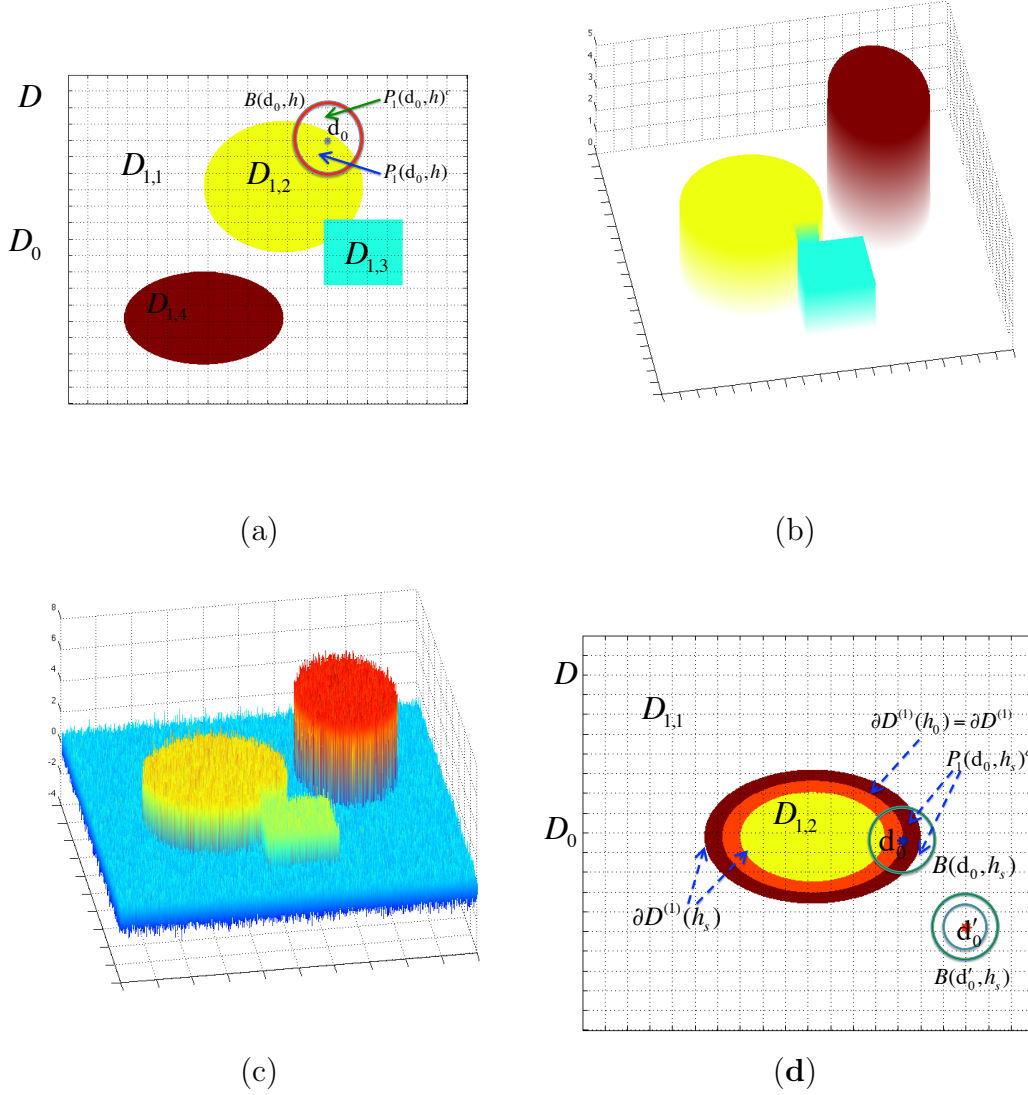 D
B(d₀,h)
P₁(d₀,h)ᶜ
d₀
D₁,₁
D₁,₂
P₁(d₀,h)
D₀
D₁,₃
D₁,₄
(a)
5
4
3
2
1
0
(b)
8
6
4
2
0
-2
-4
(c)
D
D₁,₁
∂D⁽¹⁾(h₀)=∂D⁽¹⁾
P₁(d₀,hₛ)ᶜ
D₁,₂
D₀
d₀
B(d₀,hₛ)
∂D⁽¹⁾(hₛ)
d′₀
B(d′₀,hₛ)
(d)